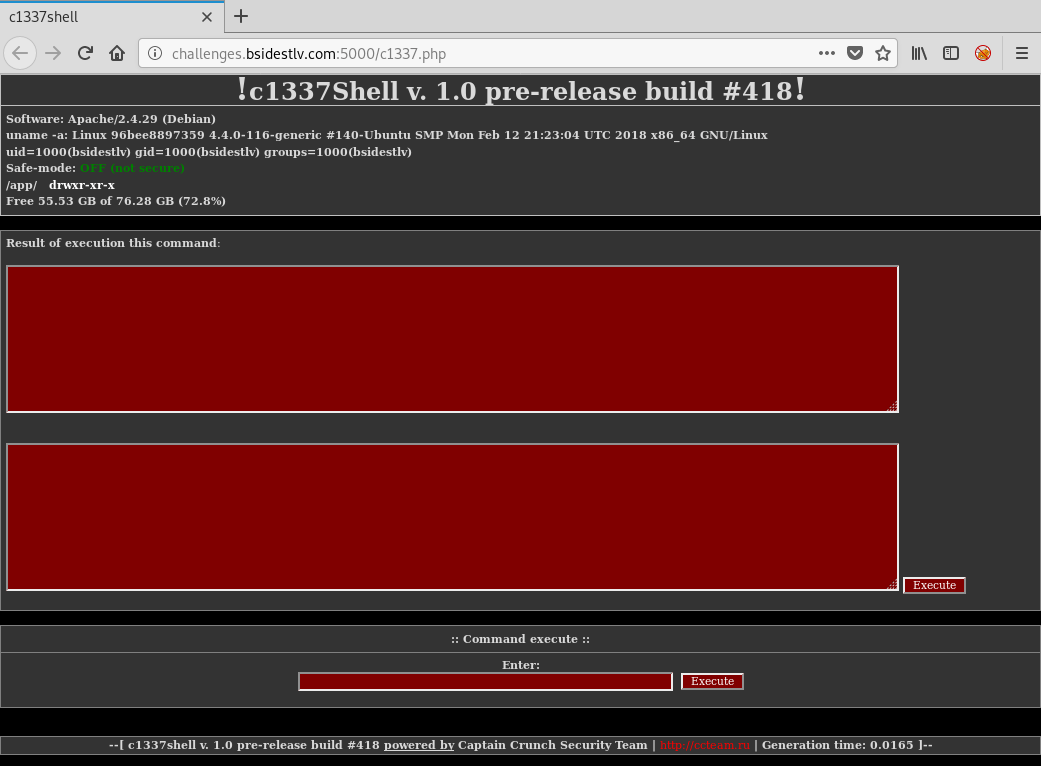 c1337shell
challenges.bsidestlv.com:5000/c1337.php
!c1337Shell v. 1.0 pre-release build #418!
Software: Apache/2.4.29 (Debian)
uname -a: Linux 96bee8897359 4.4.0-116-generic #140-Ubuntu SMP Mon Feb 12 21:23:04 UTC 2018 x86_64 GNU/Linux
uid=1000(bsidestlv) gid=1000(bsidestlv) groups=1000(bsidestlv)
Safe-mode: OFF (not secure)
/app/ drwxr-xr-x
Free 55.53 GB of 76.28 GB (72.8%)
Result of execution this command:
Execute
:: Command execute ::
Enter:
Execute
--[ c1337shell v. 1.0 pre-release build #418 powered by Captain Crunch Security Team | http://ccteam.ru | Generation time: 0.0165 ]--